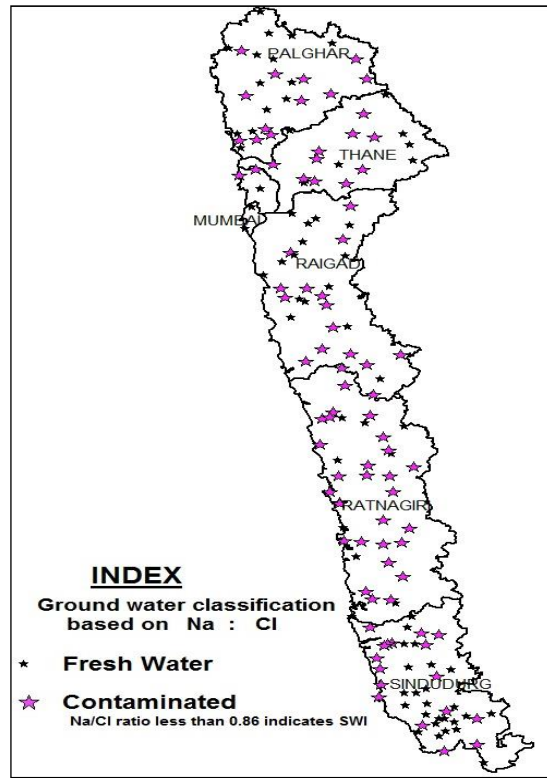 PALGHAR
THANE
MUMBAI
RAIGAD
RATNAGIRI
INDEX
Ground water classification
based on Na : Cl
Fresh Water
Contaminated
Na/Cl ratio less than 0.86 indicates SWI
SINDUDURG